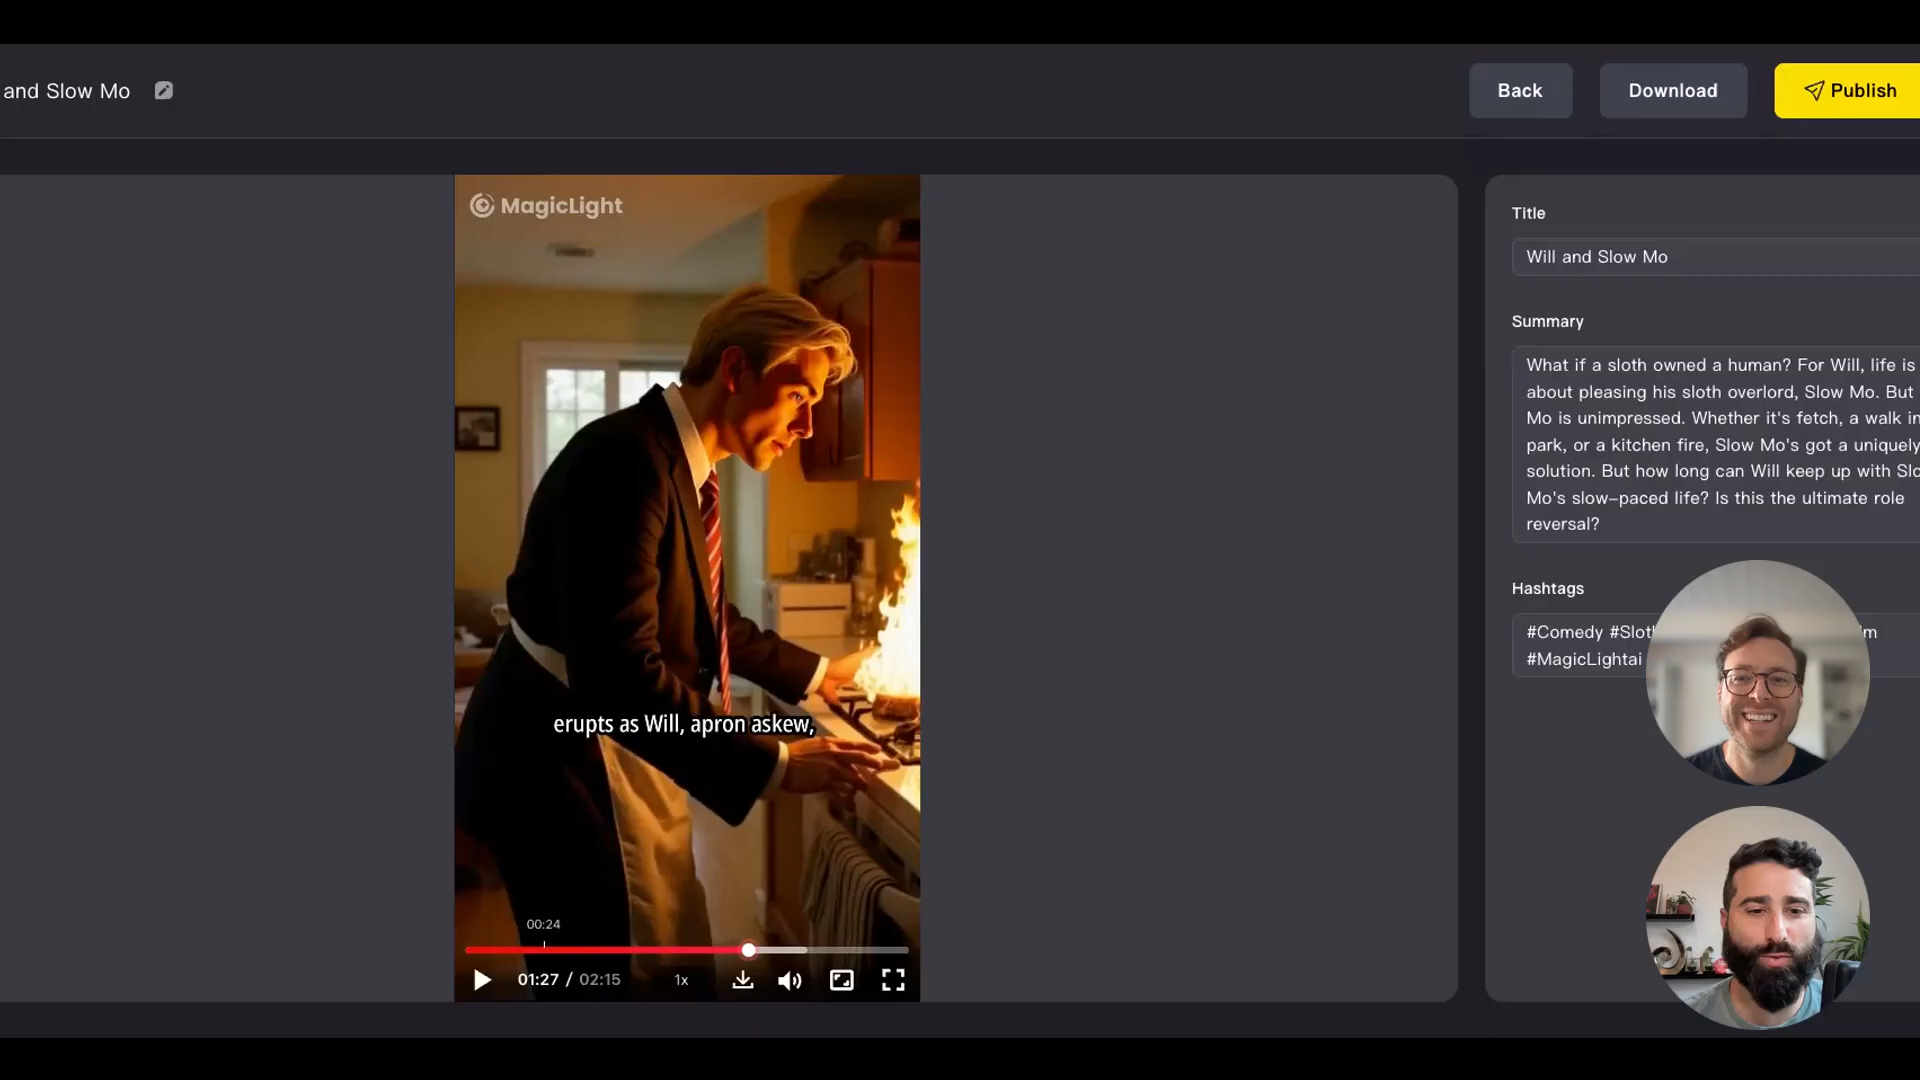 and Slow Mo
Back
Download
Publish
MagicLight
erupts as Will, apron askew,
00:24
01:27 / 02:15
1x
Title
Will and Slow Mo
Summary
What if a sloth owned a human? For Will, life is
about pleasing his sloth overlord, Slow Mo. But
Mo is unimpressed. Whether it's fetch, a walk in
park, or a kitchen fire, Slow Mo's got a uniquely
solution. But how long can Will keep up with
Mo's slow-paced life? Is this the ultimate role
reversal?
Hashtags
#Comedy
#MagicLightai